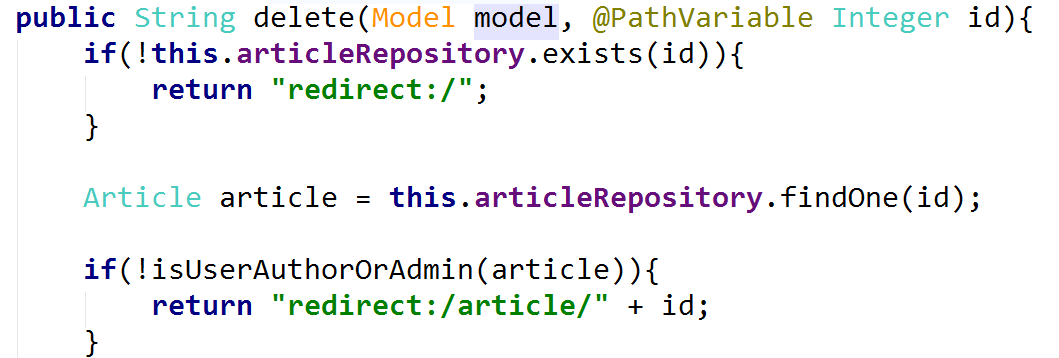 public String delete(Model model, @PathVariable Integer id){
    if(!this.articleRepository.exists(id)){
        return "redirect:/";
    }

    Article article = this.articleRepository.findOne(id);

    if(!isUserAuthorOrAdmin(article)){
        return "redirect:/article/" + id;
    }